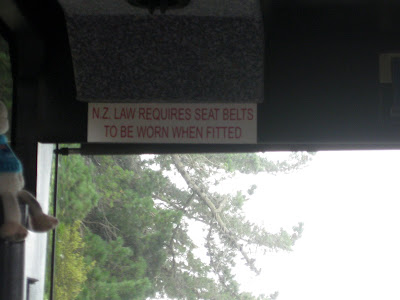 N.Z. LAW REQUIRES SEAT BELTS
TO BE WORN WHEN FITTED